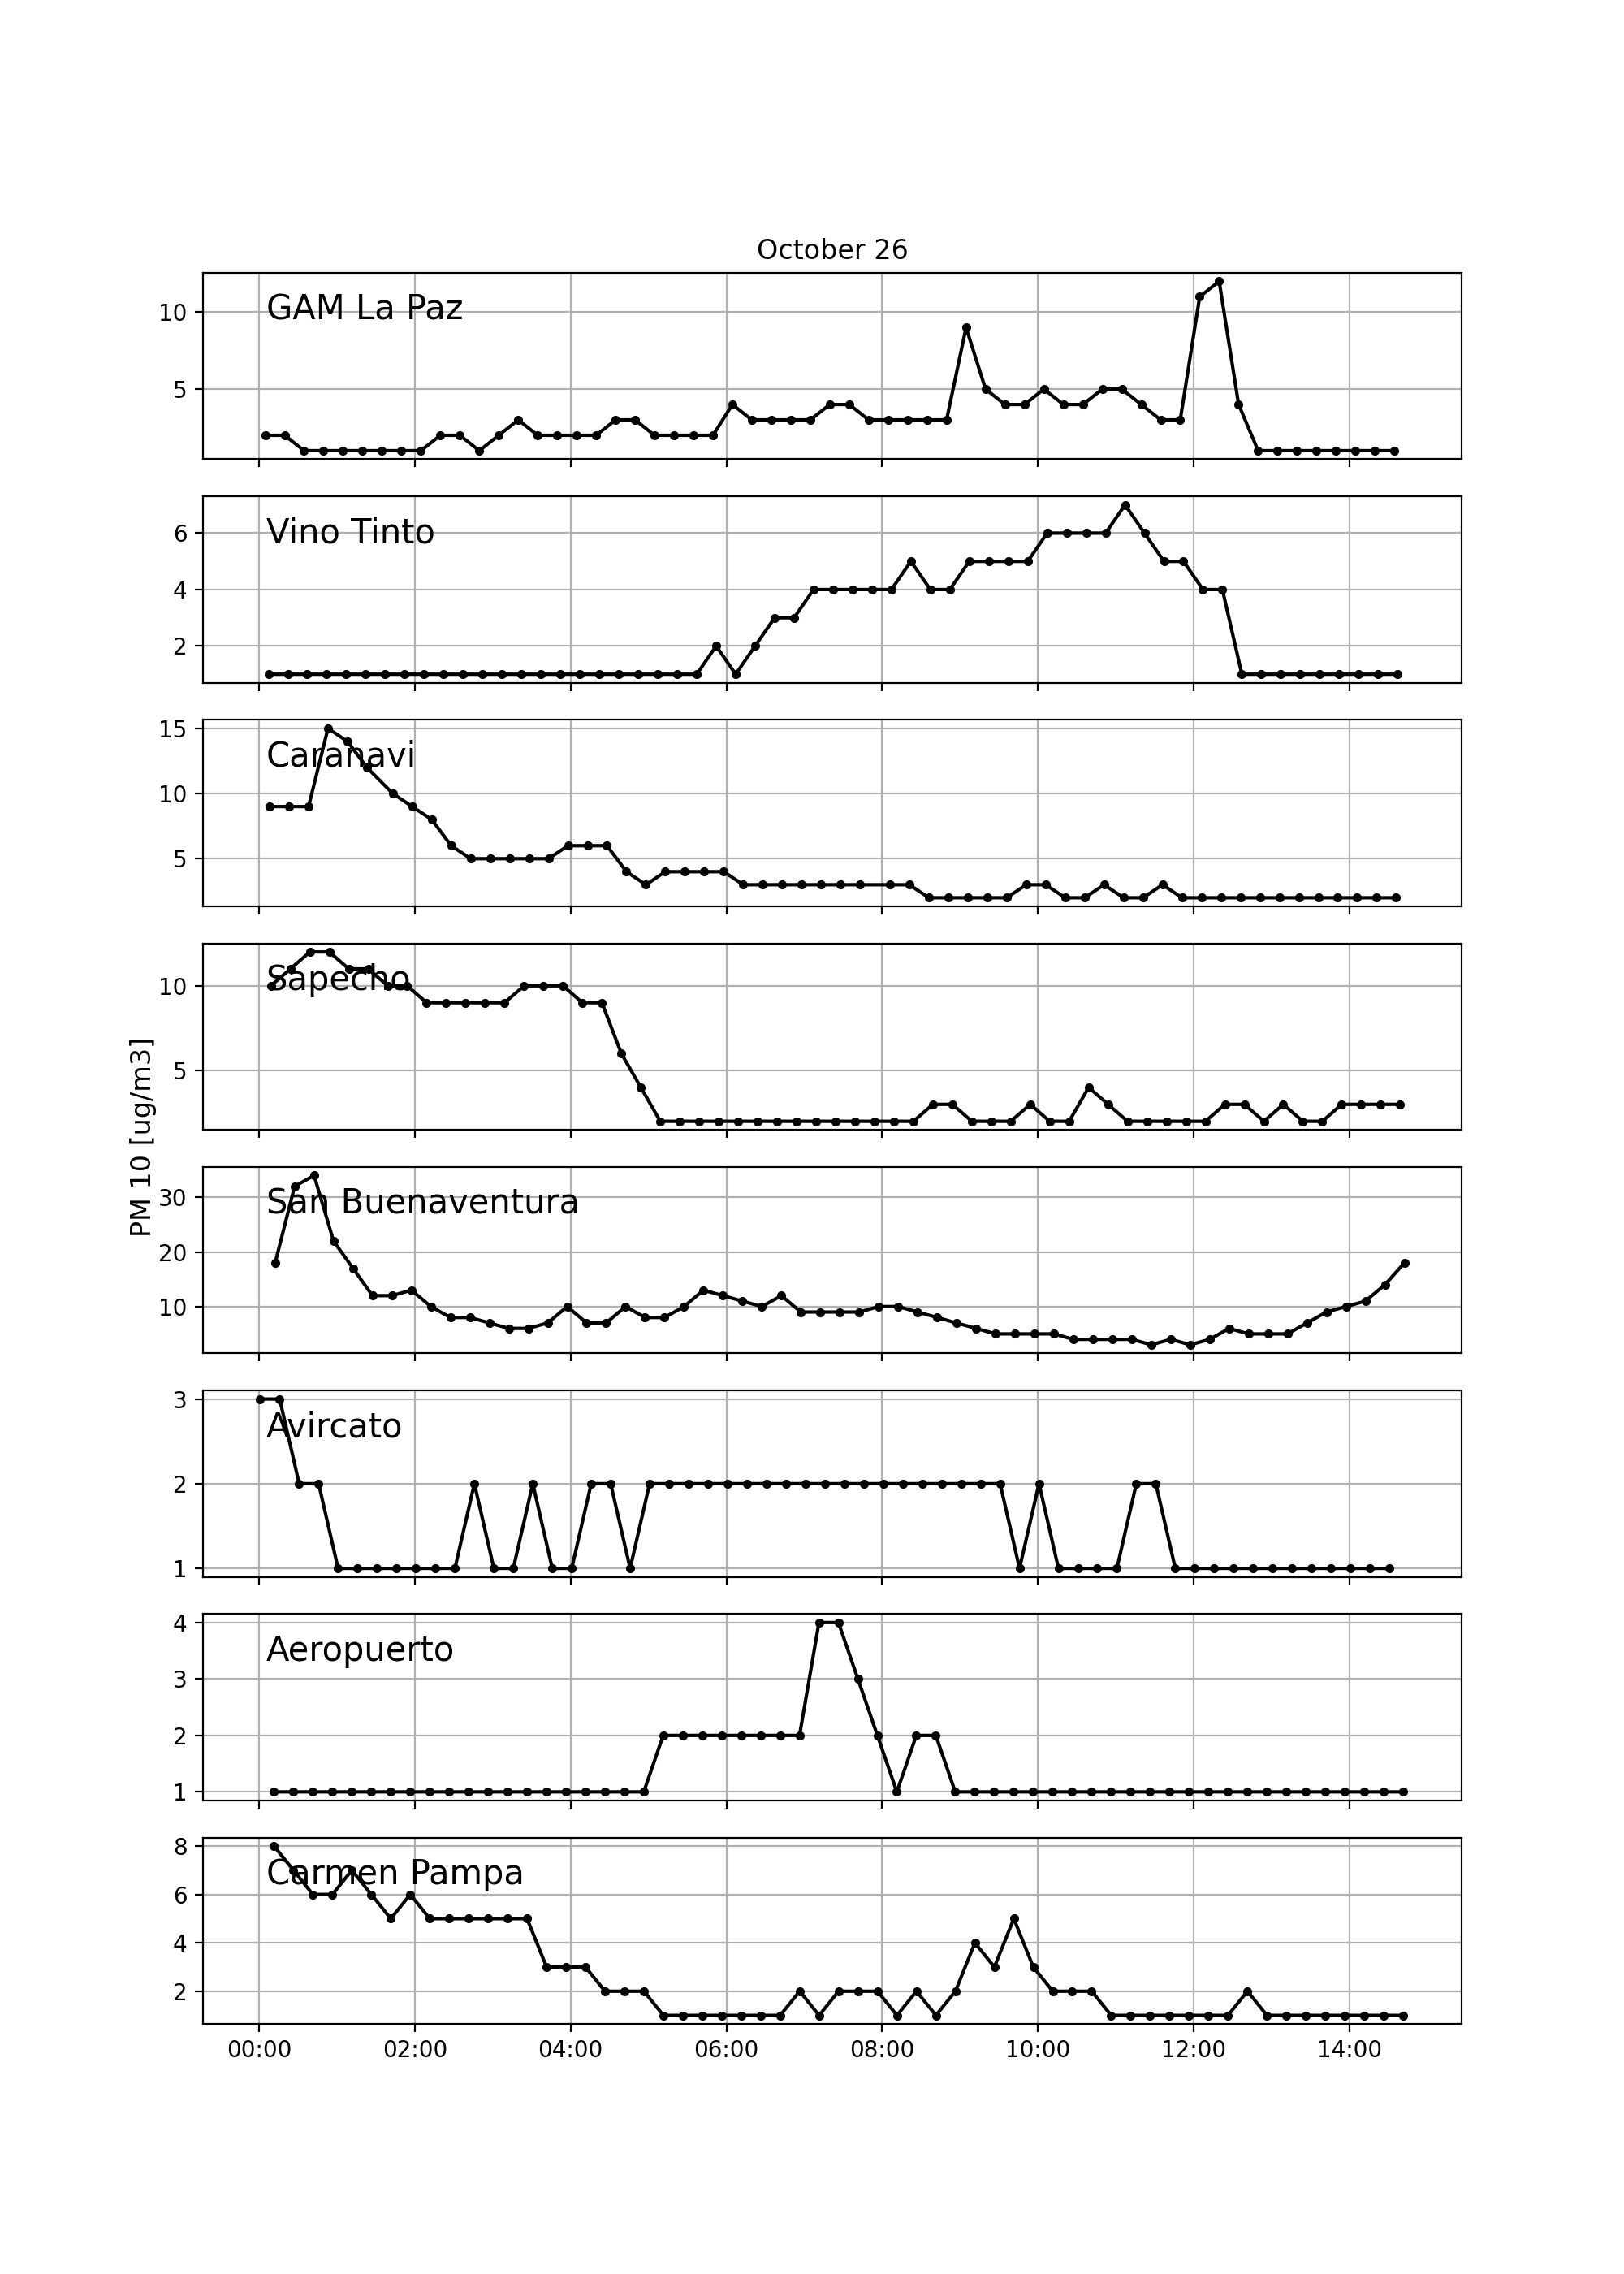 October 26
PM 10 [ug/m3]
GAM La Paz
10
5
Vino Tinto
6
4
2
Caranavi
15
10
5
Sapecho
10
5
San Buenaventura
30
20
10
Avircato
3
2
1
Aeropuerto
4
3
2
1
Carmen Pampa
8
6
4
2
00:00 02:00 04:00 06:00 08:00 10:00 12:00 14:00